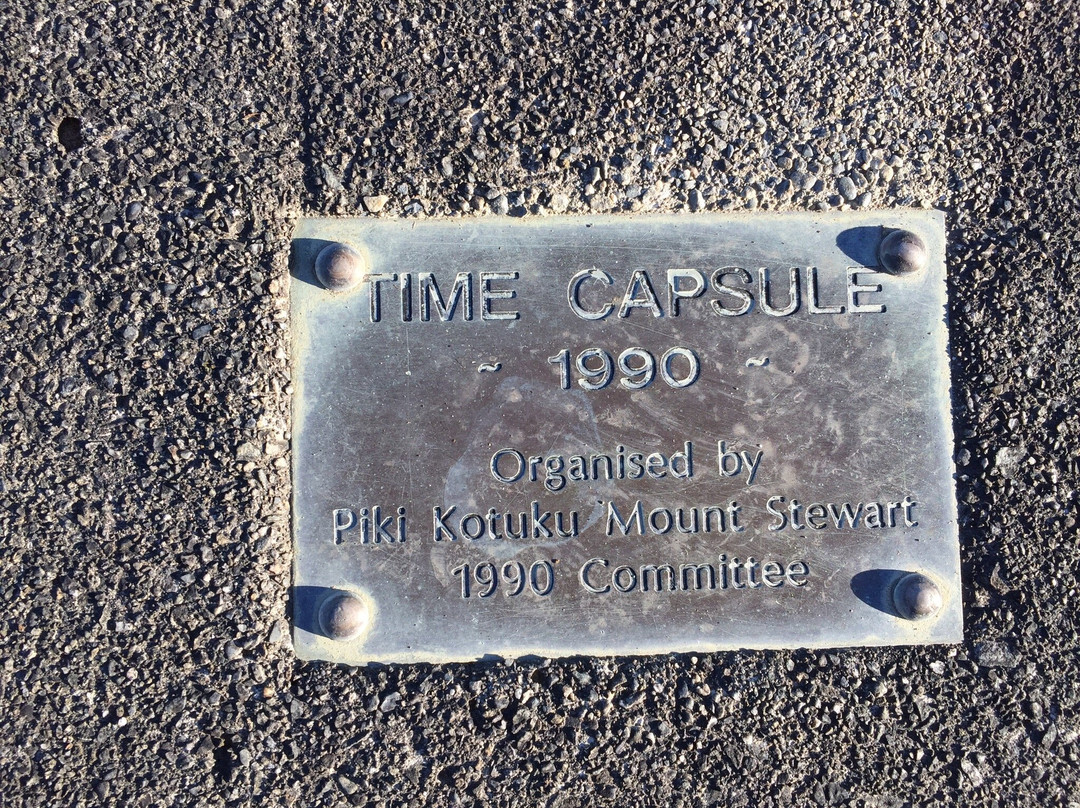 TIME CAPSULE
~ 1990 ~
Organised by
Piki Kotuku Mount Stewart
1990 Committee